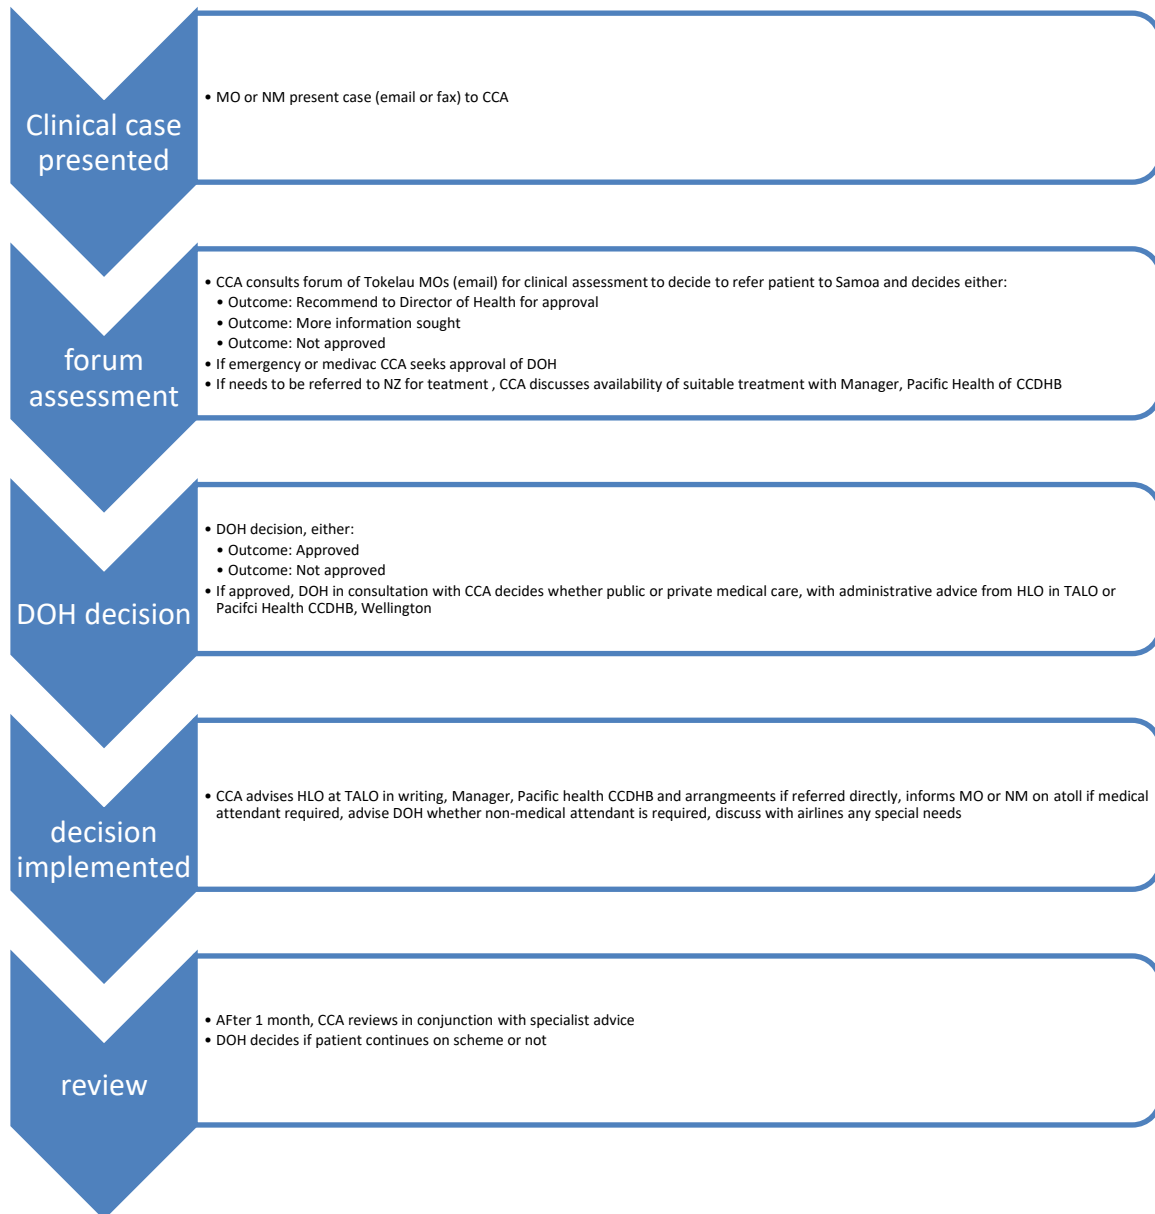 Clinical case
presented
• MO or NM present case (email or fax) to CCA
forum
assessment
• CCA consults forum of Tokelau MOs (email) for clinical assessment to decide to refer patient to Samoa and decides either:
• Outcome: Recommend to Director of Health for approval
• Outcome: More information sought
• Outcome: Not approved
• If emergency or medivac CCA seeks approval of DOH
• If needs to be referred to NZ for teatment , CCA discusses availability of suitable treatment with Manager, Pacific Health of CCDHB
DOH decision
• DOH decision, either:
• Outcome: Approved
• Outcome: Not approved
• If approved, DOH in consultation with CCA decides whether public or private medical care, with administrative advice from HLO in TALO or
Pacifci Health CCDHB, Wellington
decision
implemented
• CCA advises HLO at TALO in writing, Manager, Pacific health CCDHB and arrangmeents if referred directly, informs MO or NM on atoll if medical
attendant required, advise DOH whether non-medical attendant is required, discuss with airlines any special needs
review
• AFter 1 month, CCA reviews in conjunction with specialist advice
• DOH decides if patient continues on scheme or not